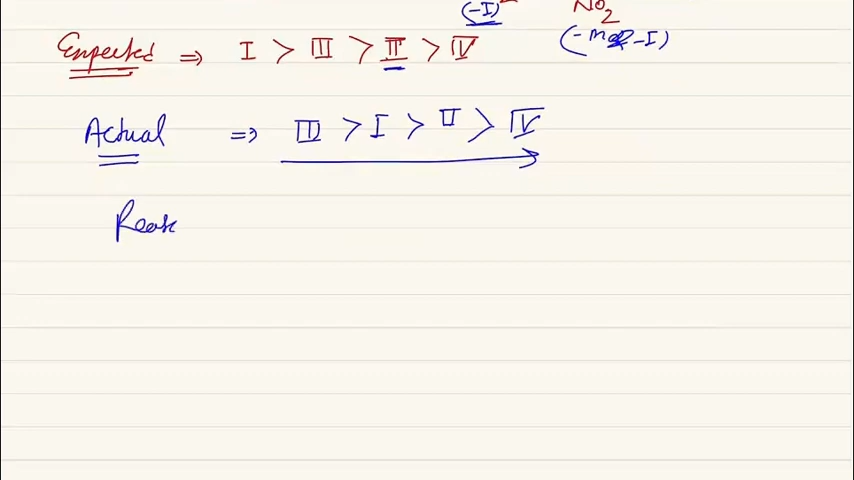 (-I)
NO2
(-m -I)
Expected ⇒ I > III > II > IV
Actual ⇒ III > I > II > IV
Reas